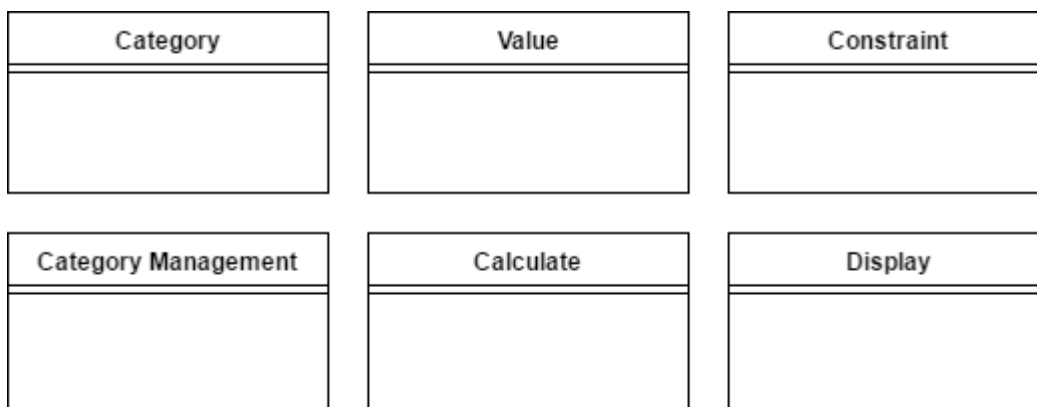 Category
Value
Constraint
Category Management
Calculate
Display